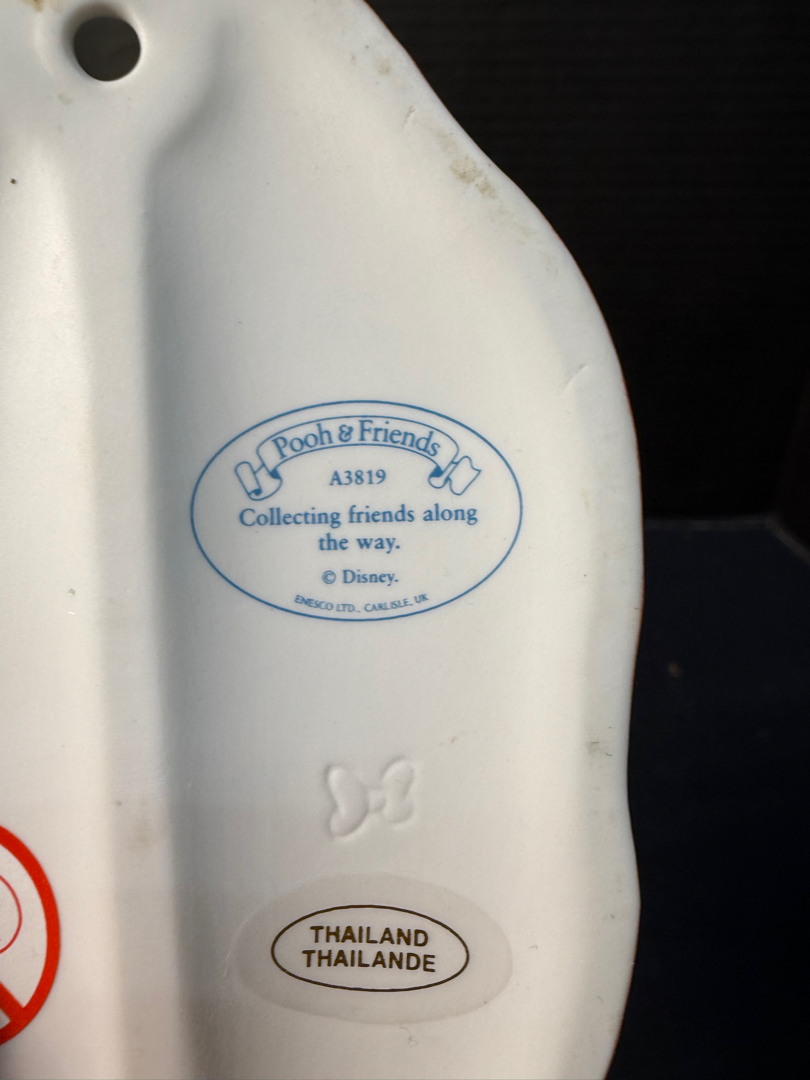 Pooh & Friends
A3819
Collecting friends along
the way.
© Disney.
ENESCO LTD., CARLISLE, UK
THAILAND
THAILANDE